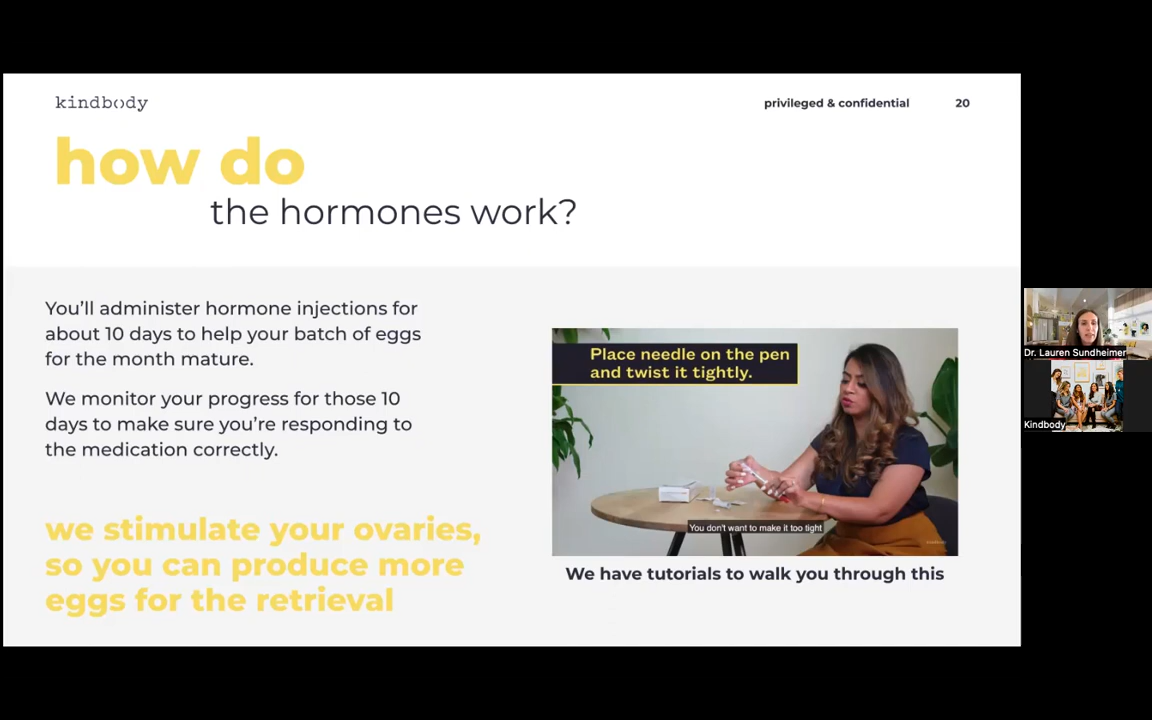 kindbody
privileged & confidential
20
how do
the hormones work?
You'll administer hormone injections for
about 10 days to help your batch of eggs
for the month mature.
We monitor your progress for those 10
days to make sure you're responding to
the medication correctly.
we stimulate your ovaries,
so you can produce more
eggs for the retrieval
Place needle on the pen
and twist it tightly.
You don't want to make it too tight
We have tutorials to walk you through this
Dr. Lauren Sundheimer
Kindbody